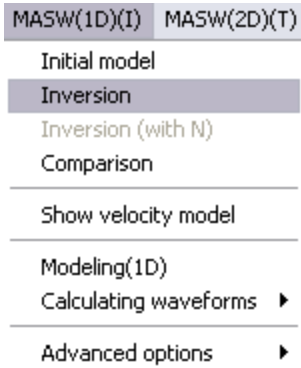 MASW(1D)(I) MASW(2D)(T)
Initial model
Inversion
Inversion (with N)
Comparison
Show velocity model
Modeling(1D)
Calculating waveforms
Advanced options